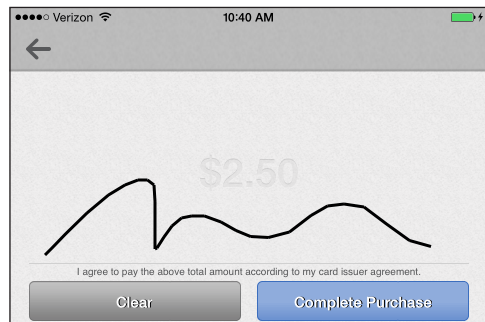 Verizon 10:40 AM
$2.50
I agree to pay the above total amount according to my card issuer agreement.
Clear Complete Purchase